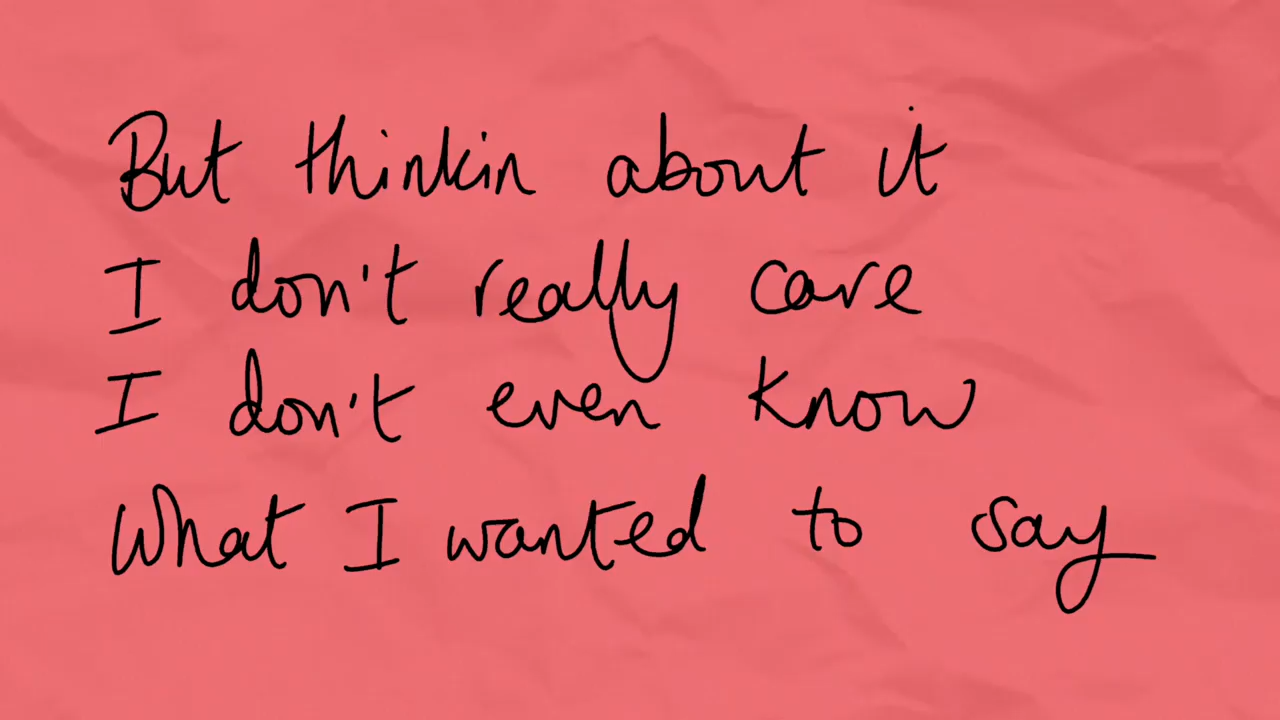 But thinkin about it
I don't really care
I don't even know
What I wanted to say